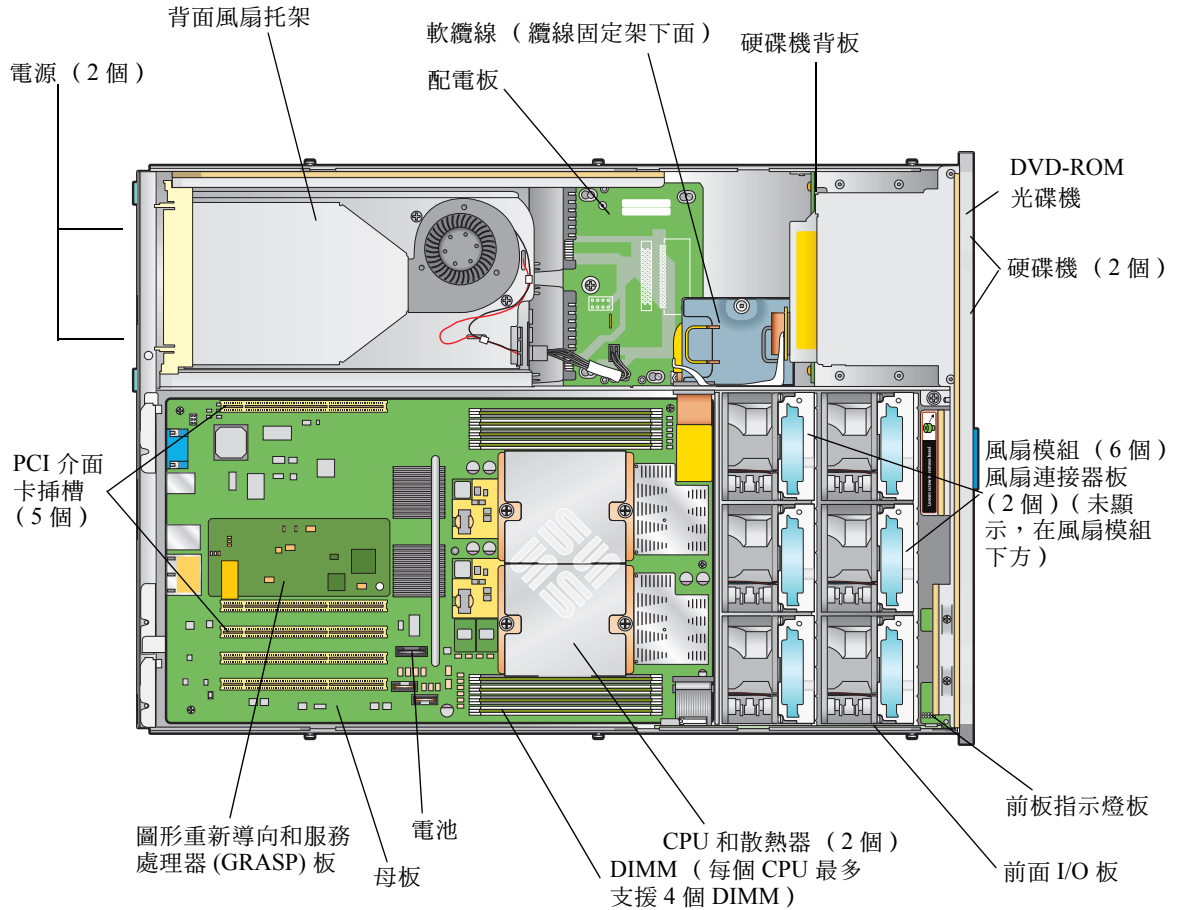 背面風扇托架
軟纜線（纜線固定架下面）
硬碟機背板
電源（2 個）
配電板
DVD-ROM
光碟機
硬碟機（2 個）
PCI 介面
卡插槽
（5 個）
風扇模組（6 個）
風扇連接器板
（2 個）（未顯
示，在風扇模組
下方）
圖形重新導向和服務
處理器 (GRASP) 板
母板
電池
CPU 和散熱器（2 個）
DIMM（每個 CPU 最多
支援 4 個 DIMM）
前板指示燈板
前面 I/O 板